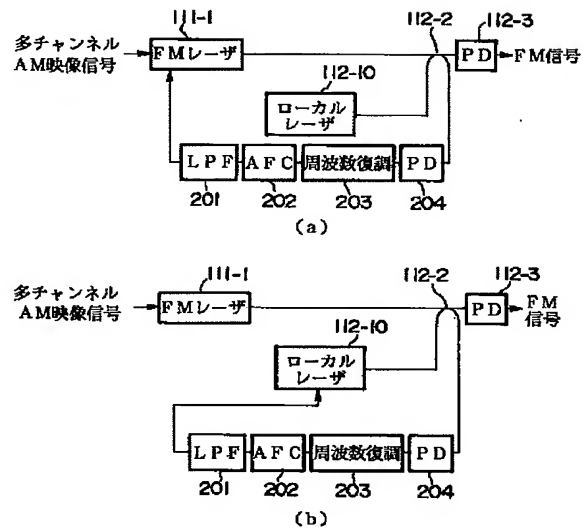 111-1
112-2
112-3
多チャンネル
AM映像信号
FMレーザ
PD
FM信号
112-10
ローカル
レーザ
LPF
AFC
周波数復調
PD
201
202
203
204
(a)
111-1
112-2
112-3
多チャンネル
AM映像信号
FMレーザ
PD
FM
信号
112-10
ローカル
レーザ
LPF
AFC
周波数復調
PD
201
202
203
204
(b)